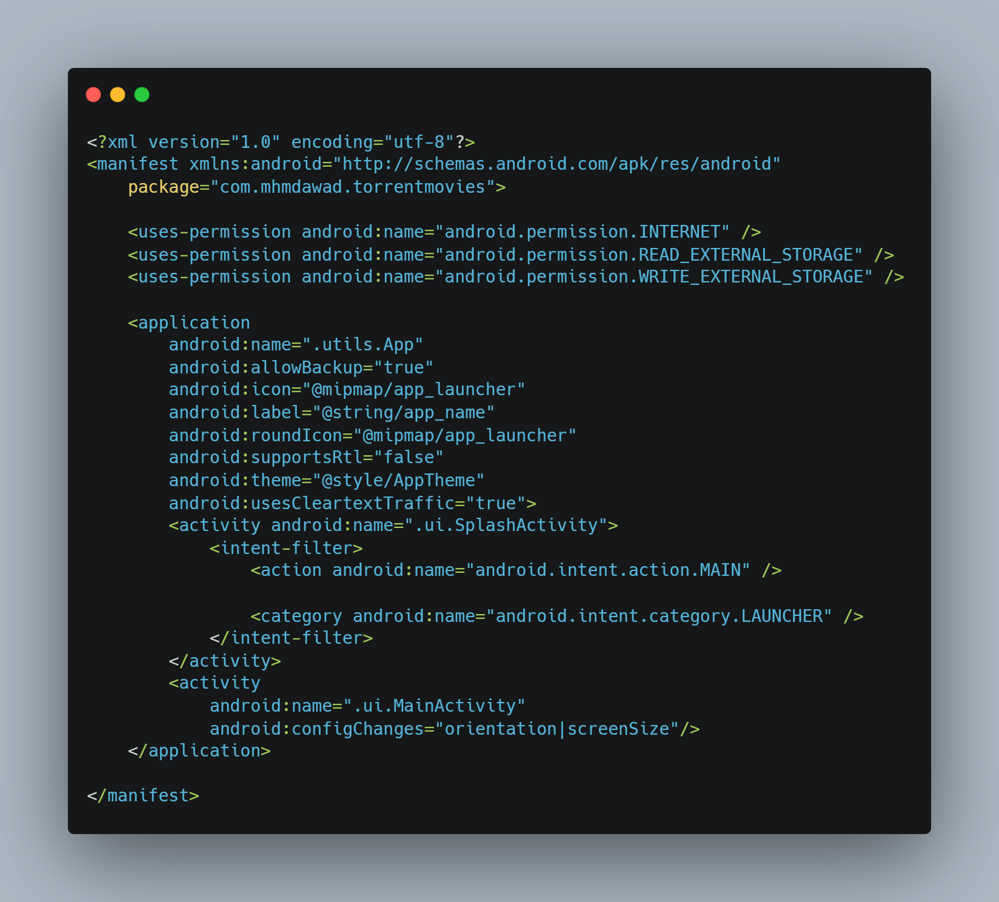 <?xml version="1.0" encoding="utf-8"?>
<manifest xmlns:android="http://schemas.android.com/apk/res/android"
    package="com.mhmdawad.torrentmovies">

    <uses-permission android:name="android.permission.INTERNET" />
    <uses-permission android:name="android.permission.READ_EXTERNAL_STORAGE" />
    <uses-permission android:name="android.permission.WRITE_EXTERNAL_STORAGE" />

    <application
        android:name=".utils.App"
        android:allowBackup="true"
        android:icon="@mipmap/app_launcher"
        android:label="@string/app_name"
        android:roundIcon="@mipmap/app_launcher"
        android:supportsRtl="false"
        android:theme="@style/AppTheme"
        android:usesCleartextTraffic="true">
        <activity android:name=".ui.SplashActivity">
            <intent-filter>
                <action android:name="android.intent.action.MAIN" />

                <category android:name="android.intent.category.LAUNCHER" />
            </intent-filter>
        </activity>
        <activity
            android:name=".ui.MainActivity"
            android:configChanges="orientation|screenSize"/>
    </application>

</manifest>